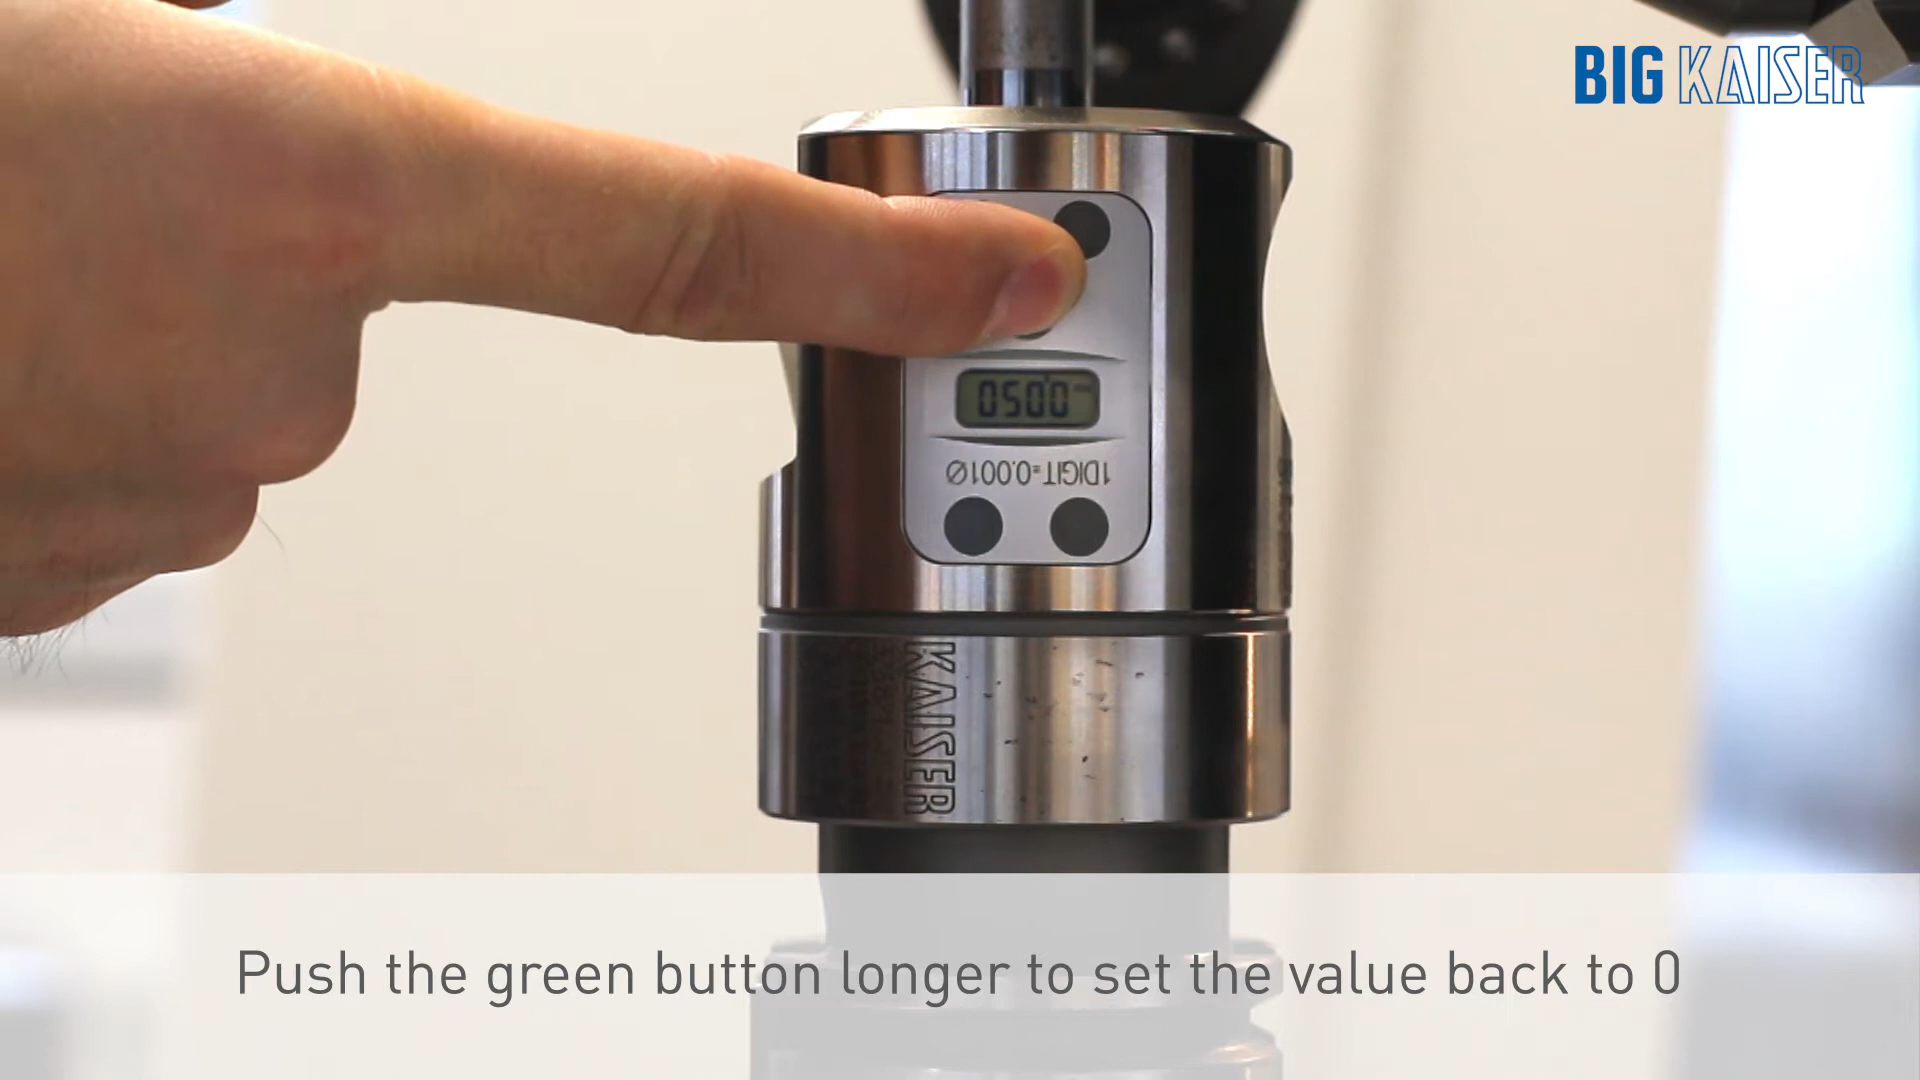 BIG KAISER
0.050
1DIGIT=0.001Ø
KAISER
Push the green button longer to set the value back to 0